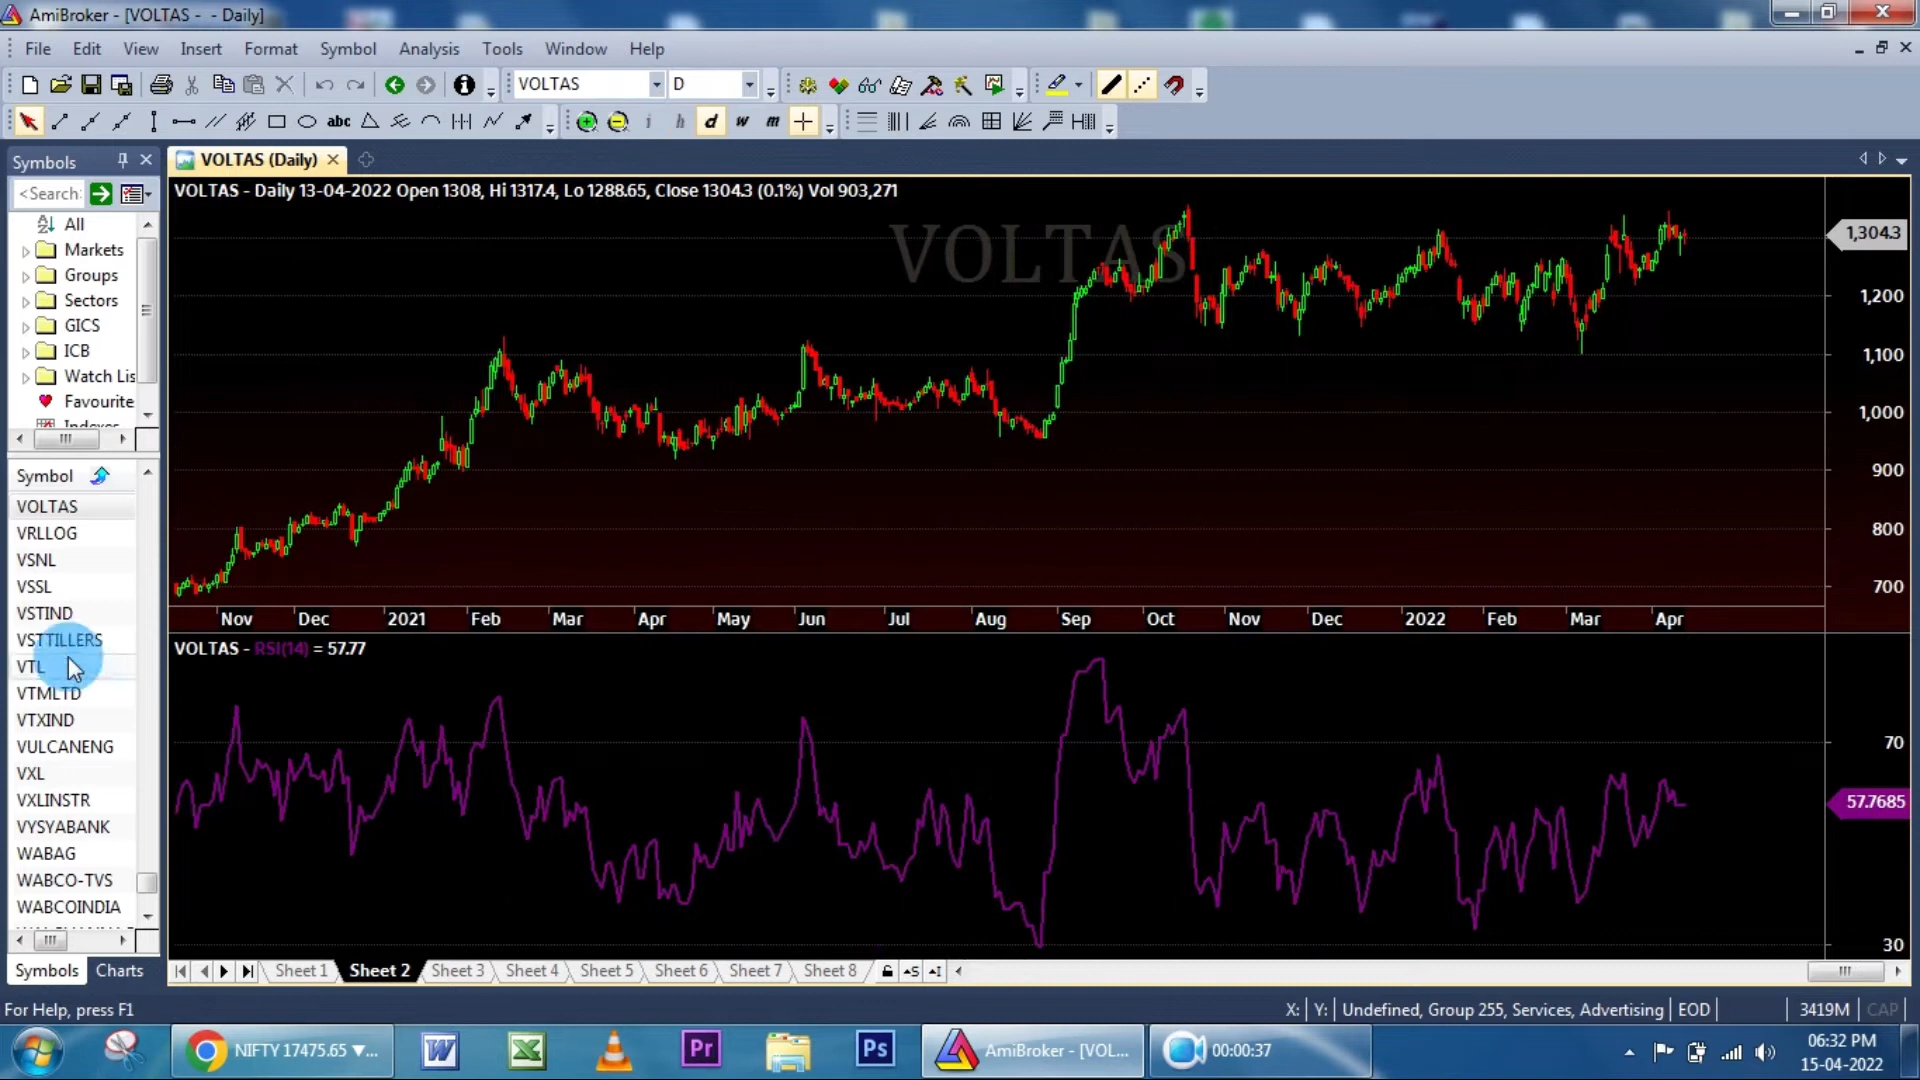 AmiBroker - [VOLTAS -  - Daily]
File Edit View Insert Format Symbol Analysis Tools Window Help
VOLTAS D
abc i h d w m
Symbols
VOLTAS (Daily)
<Search:
VOLTAS - Daily 13-04-2022 Open 1308, Hi 1317.4, Lo 1288.65, Close 1304.3 (0.1%) Vol 903,271
VOLTAS
All
Markets
Groups
Sectors
GICS
ICB
Watch Lis
Favourite
1,304.3
1,200
1,100
1,000
900
800
700
Nov Dec 2021 Feb Mar Apr May Jun Jul Aug Sep Oct Nov Dec 2022 Feb Mar Apr
Symbol
VOLTAS
VRLLOG
VSNL
VSSL
VSTIND
VSTTILLERS
VTL
VTMLTD
VTXIND
VULCANENG
VXL
VXLINSTR
VYSYABANK
WABAG
WABCO-TVS
WABCOINDIA
VOLTAS - RSI(14) = 57.77
70
57.7685
30
Symbols Charts
Sheet 1 Sheet 2 Sheet 3 Sheet 4 Sheet 5 Sheet 6 Sheet 7 Sheet 8
For Help, press F1
X: Y: Undefined, Group 255, Services, Advertising EOD 3419M CAP
NIFTY 17475.65 ▼... W X Pr Ps AmiBroker - [VOL... 00:00:37
06:32 PM
15-04-2022